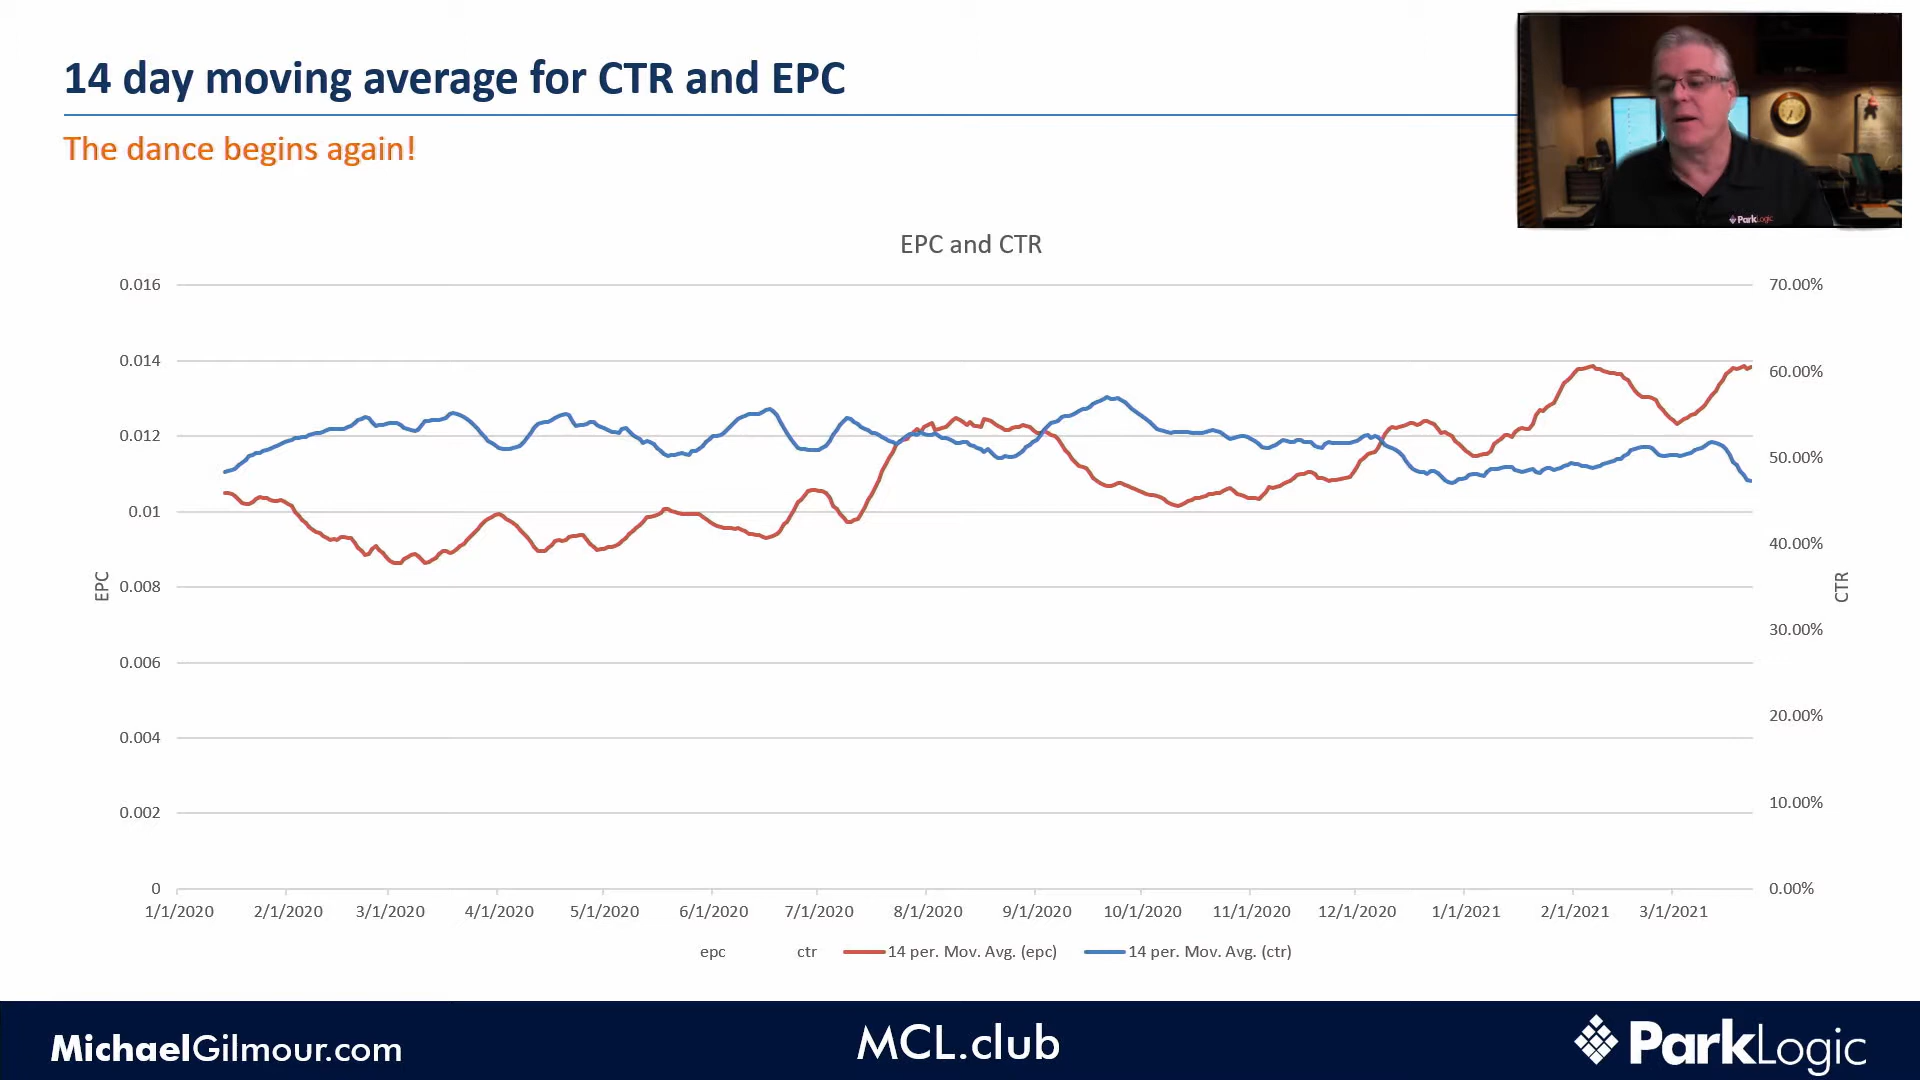 14 day moving average for CTR and EPC
The dance begins again!
ParkLogic
EPC and CTR
0.016
0.014
0.012
0.01
0.008
0.006
0.004
0.002
0
EPC
70.00%
60.00%
50.00%
40.00%
30.00%
20.00%
10.00%
0.00%
CTR
1/1/2020 2/1/2020 3/1/2020 4/1/2020 5/1/2020 6/1/2020 7/1/2020 8/1/2020 9/1/2020 10/1/2020 11/1/2020 12/1/2020 1/1/2021 2/1/2021 3/1/2021
epc ctr 14 per. Mov. Avg. (epc) 14 per. Mov. Avg. (ctr)
MichaelGilmour.com MCL.club ParkLogic